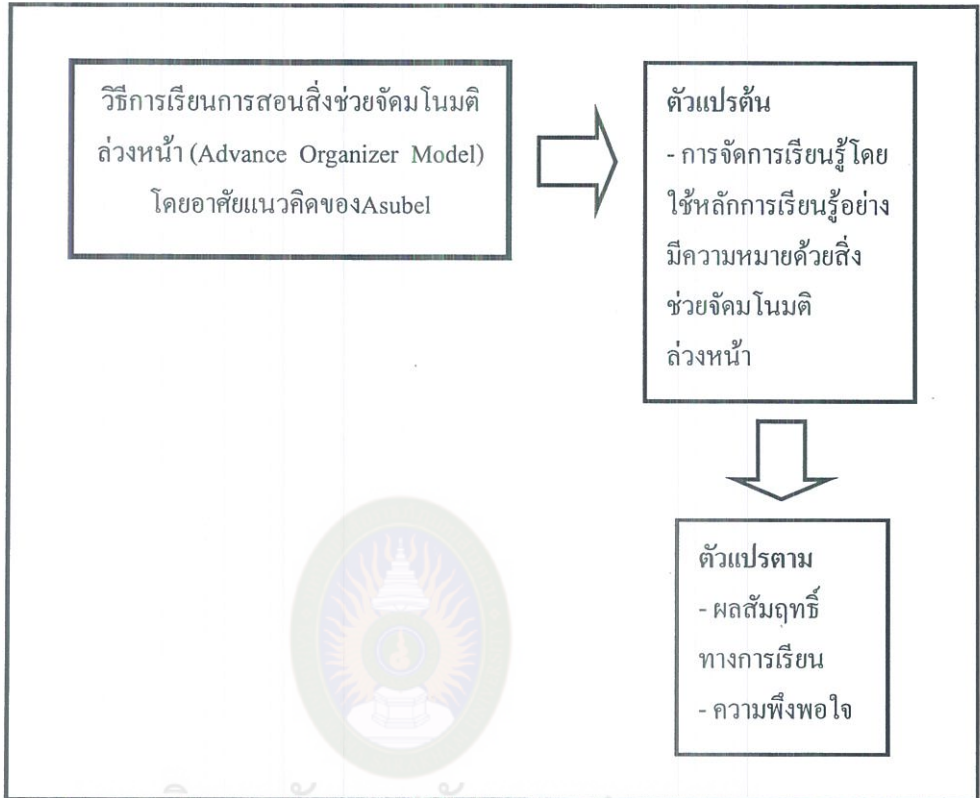 วิธีการเรียนการสอนสิ่งช่วยจัดมโนมติ
ล่วงหน้า (Advance Organizer Model)
โดยอาศัยแนวคิดของAsubel
ตัวแปรต้น
- การจัดการเรียนรู้โดย
ใช้หลักการเรียนรู้อย่าง
มีความหมายด้วยสิ่ง
ช่วยจัดมโนมติ
ล่วงหน้า
ตัวแปรตาม
- ผลสัมฤทธิ์
ทางการเรียน
- ความพึงพอใจ